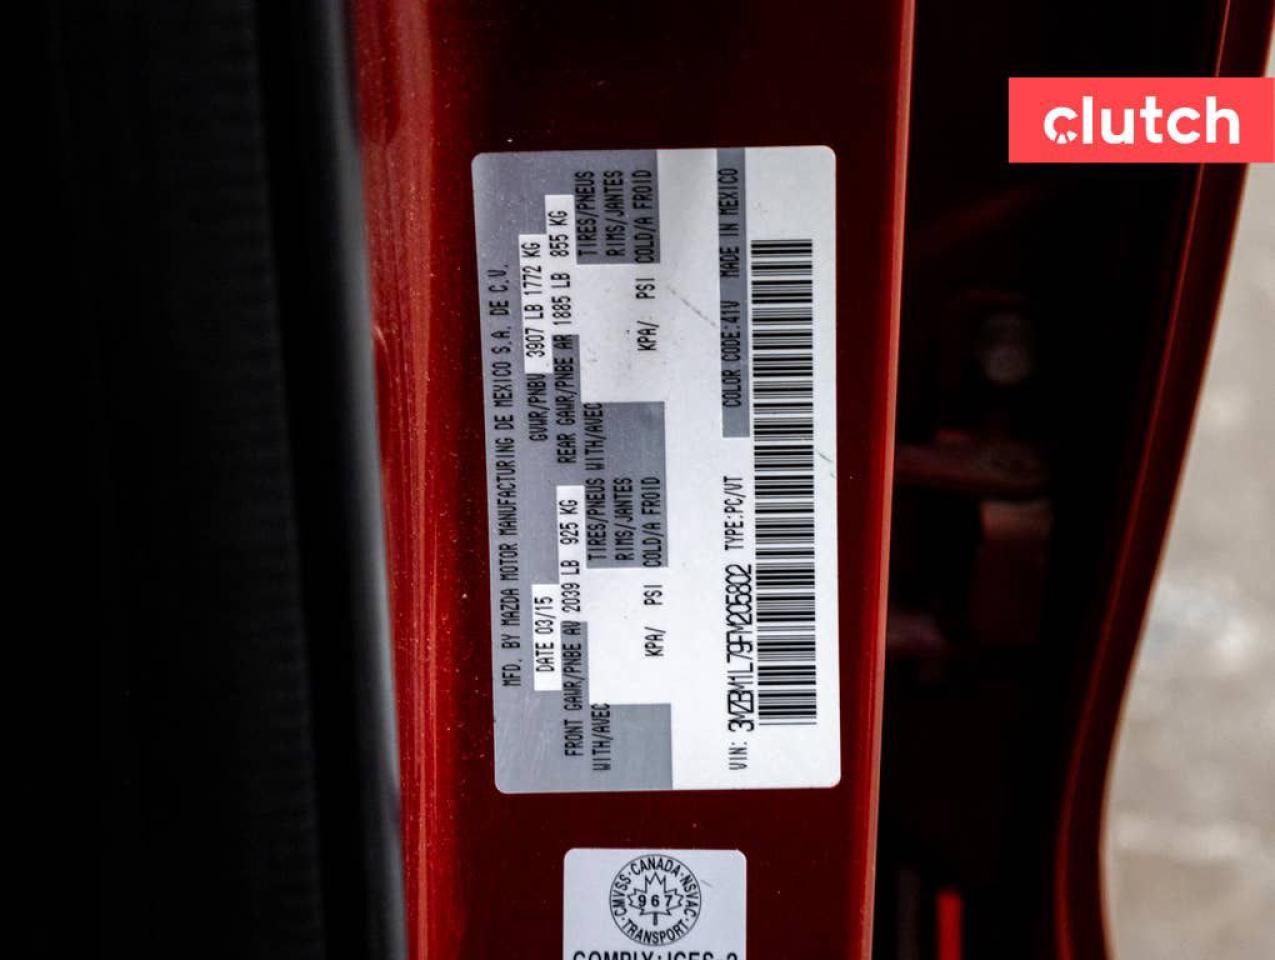 clutch
MFD. BY MAZDA MOTOR MANUFACTURING DE MEXICO S.A. DE C.V.
DATE 03/15 GVWR/PNBV 3907 LB 1772 KG
FRONT GAWR/PNBE AV 2039 LB 925 KG REAR GAWR/PNBE AR 1885 LB 855 KG
WITH/AVEC TIRES/PNEUS WITH/AVEC TIRES/PNEUS
RIMS/JANTES RIMS/JANTES
KPA/ PSI COLD/A FROID KPA/ PSI COLD/A FROID
VIN: 3MZBM1L79FM205802 TYPE:PC/VT COLOR CODE:41V MADE IN MEXICO
CMVSS·CANADA·NSVAC
967
TRANSPORT